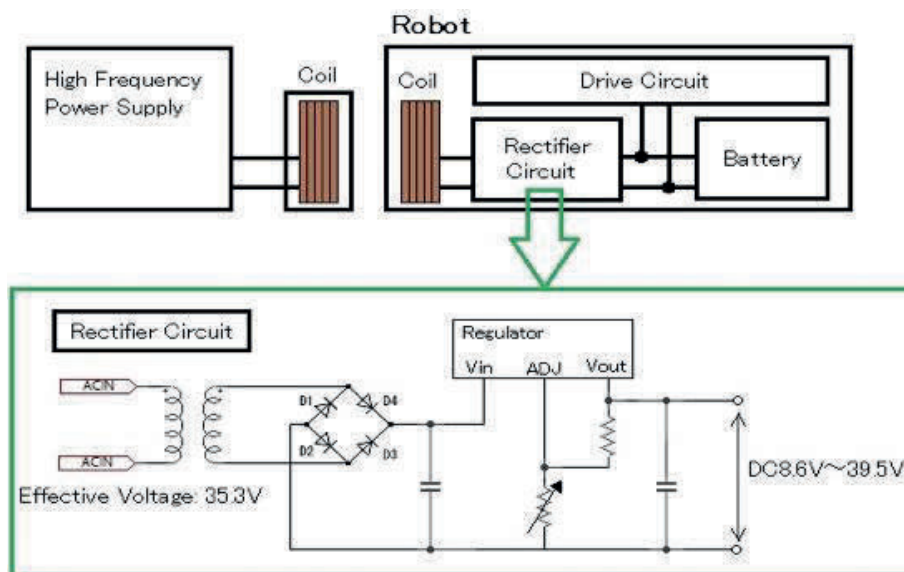 Robot
High Frequency
Power Supply
Coil
Coil
Drive Circuit
Rectifier
Circuit
Battery
Rectifier Circuit
Regulator
Vin ADJ Vout
ACIN
ACIN
D1
D4
D2
D3
Effective Voltage: 35.3V
DC8.6V～39.5V